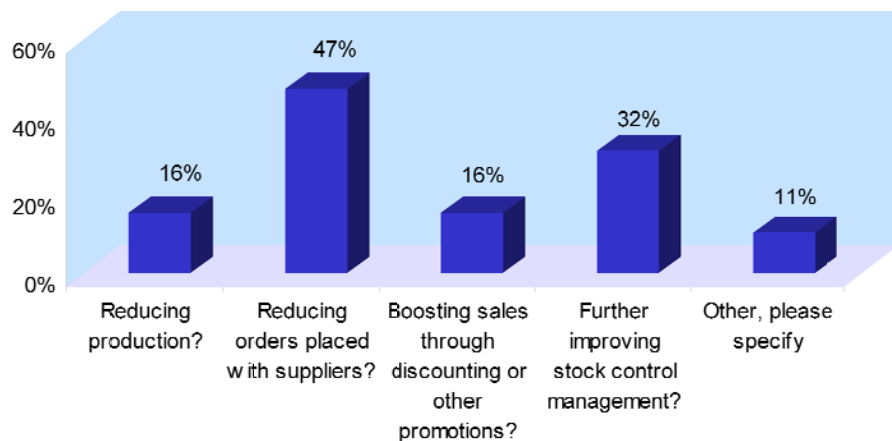 60%
40%
20%
0%
16%
47%
16%
32%
11%
Reducing
production?
Reducing
orders placed
with suppliers?
Boosting sales
through
discounting or
other
promotions?
Further
improving
stock control
management?
Other, please
specify